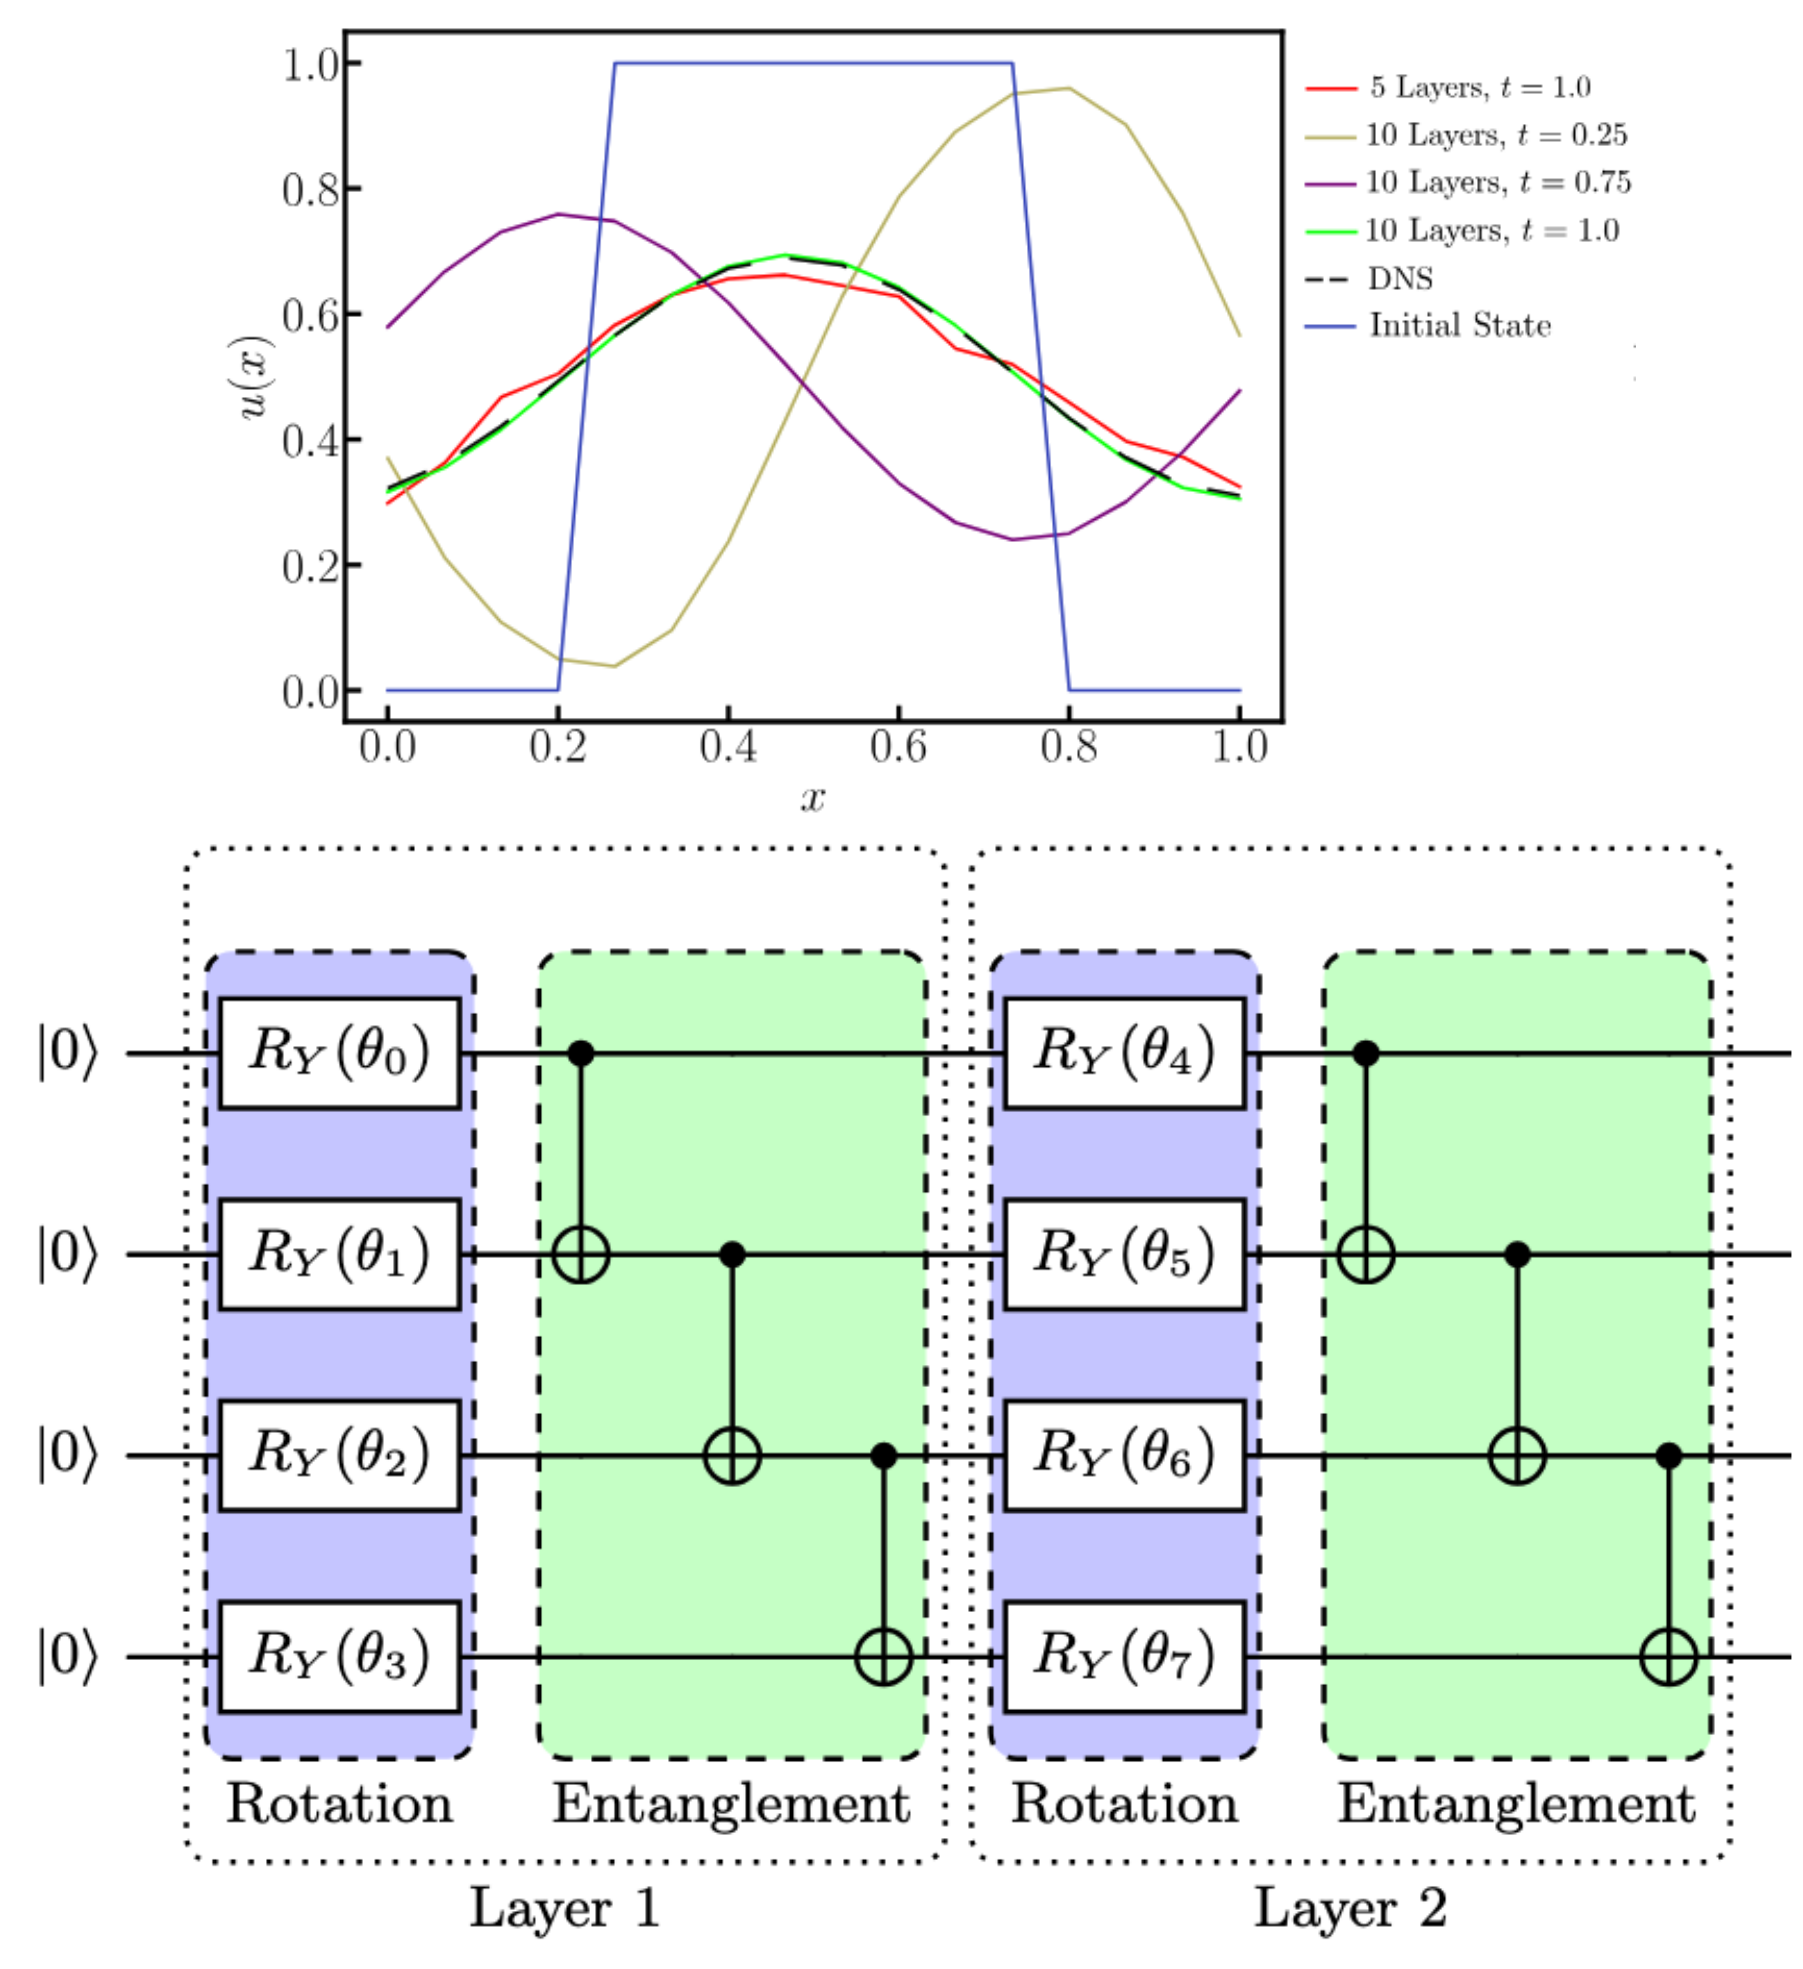 1.0
0.8
0.6
0.4
0.2
0.0
u(x)
0.0 0.2 0.4 0.6 0.8 1.0
x
5 Layers, t = 1.0
10 Layers, t = 0.25
10 Layers, t = 0.75
10 Layers, t = 1.0
DNS
Initial State
|0⟩ R_Y(θ_0) R_Y(θ_4)
|0⟩ R_Y(θ_1) R_Y(θ_5)
|0⟩ R_Y(θ_2) R_Y(θ_6)
|0⟩ R_Y(θ_3) R_Y(θ_7)
Rotation Entanglement Rotation Entanglement
Layer 1 Layer 2